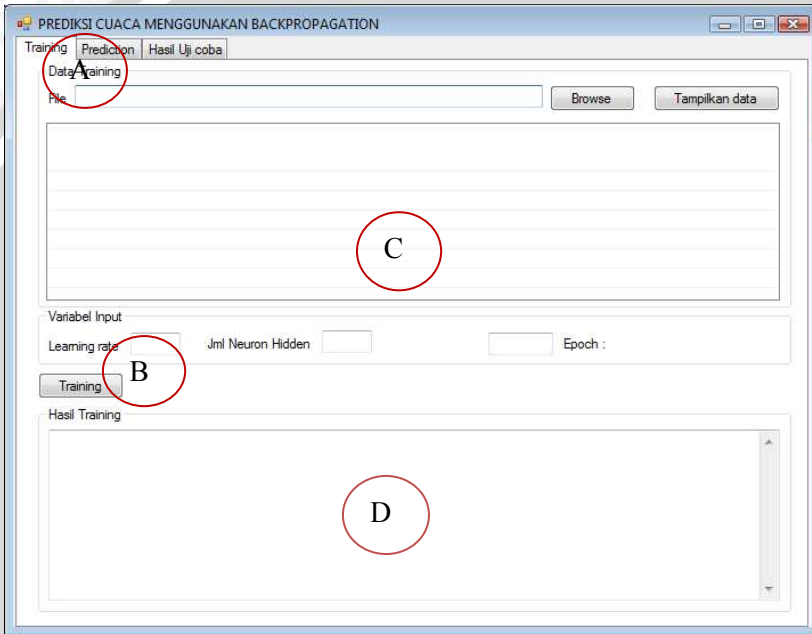 PREDIKSI CUACA MENGGUNAKAN BACKPROPAGATION
Training Prediction Hasil Uji coba
Data Training
A
File Browse Tampilkan data
C
Variabel Input
Learning rate Jml Neuron Hidden Epoch :
B
Training
Hasil Training
D